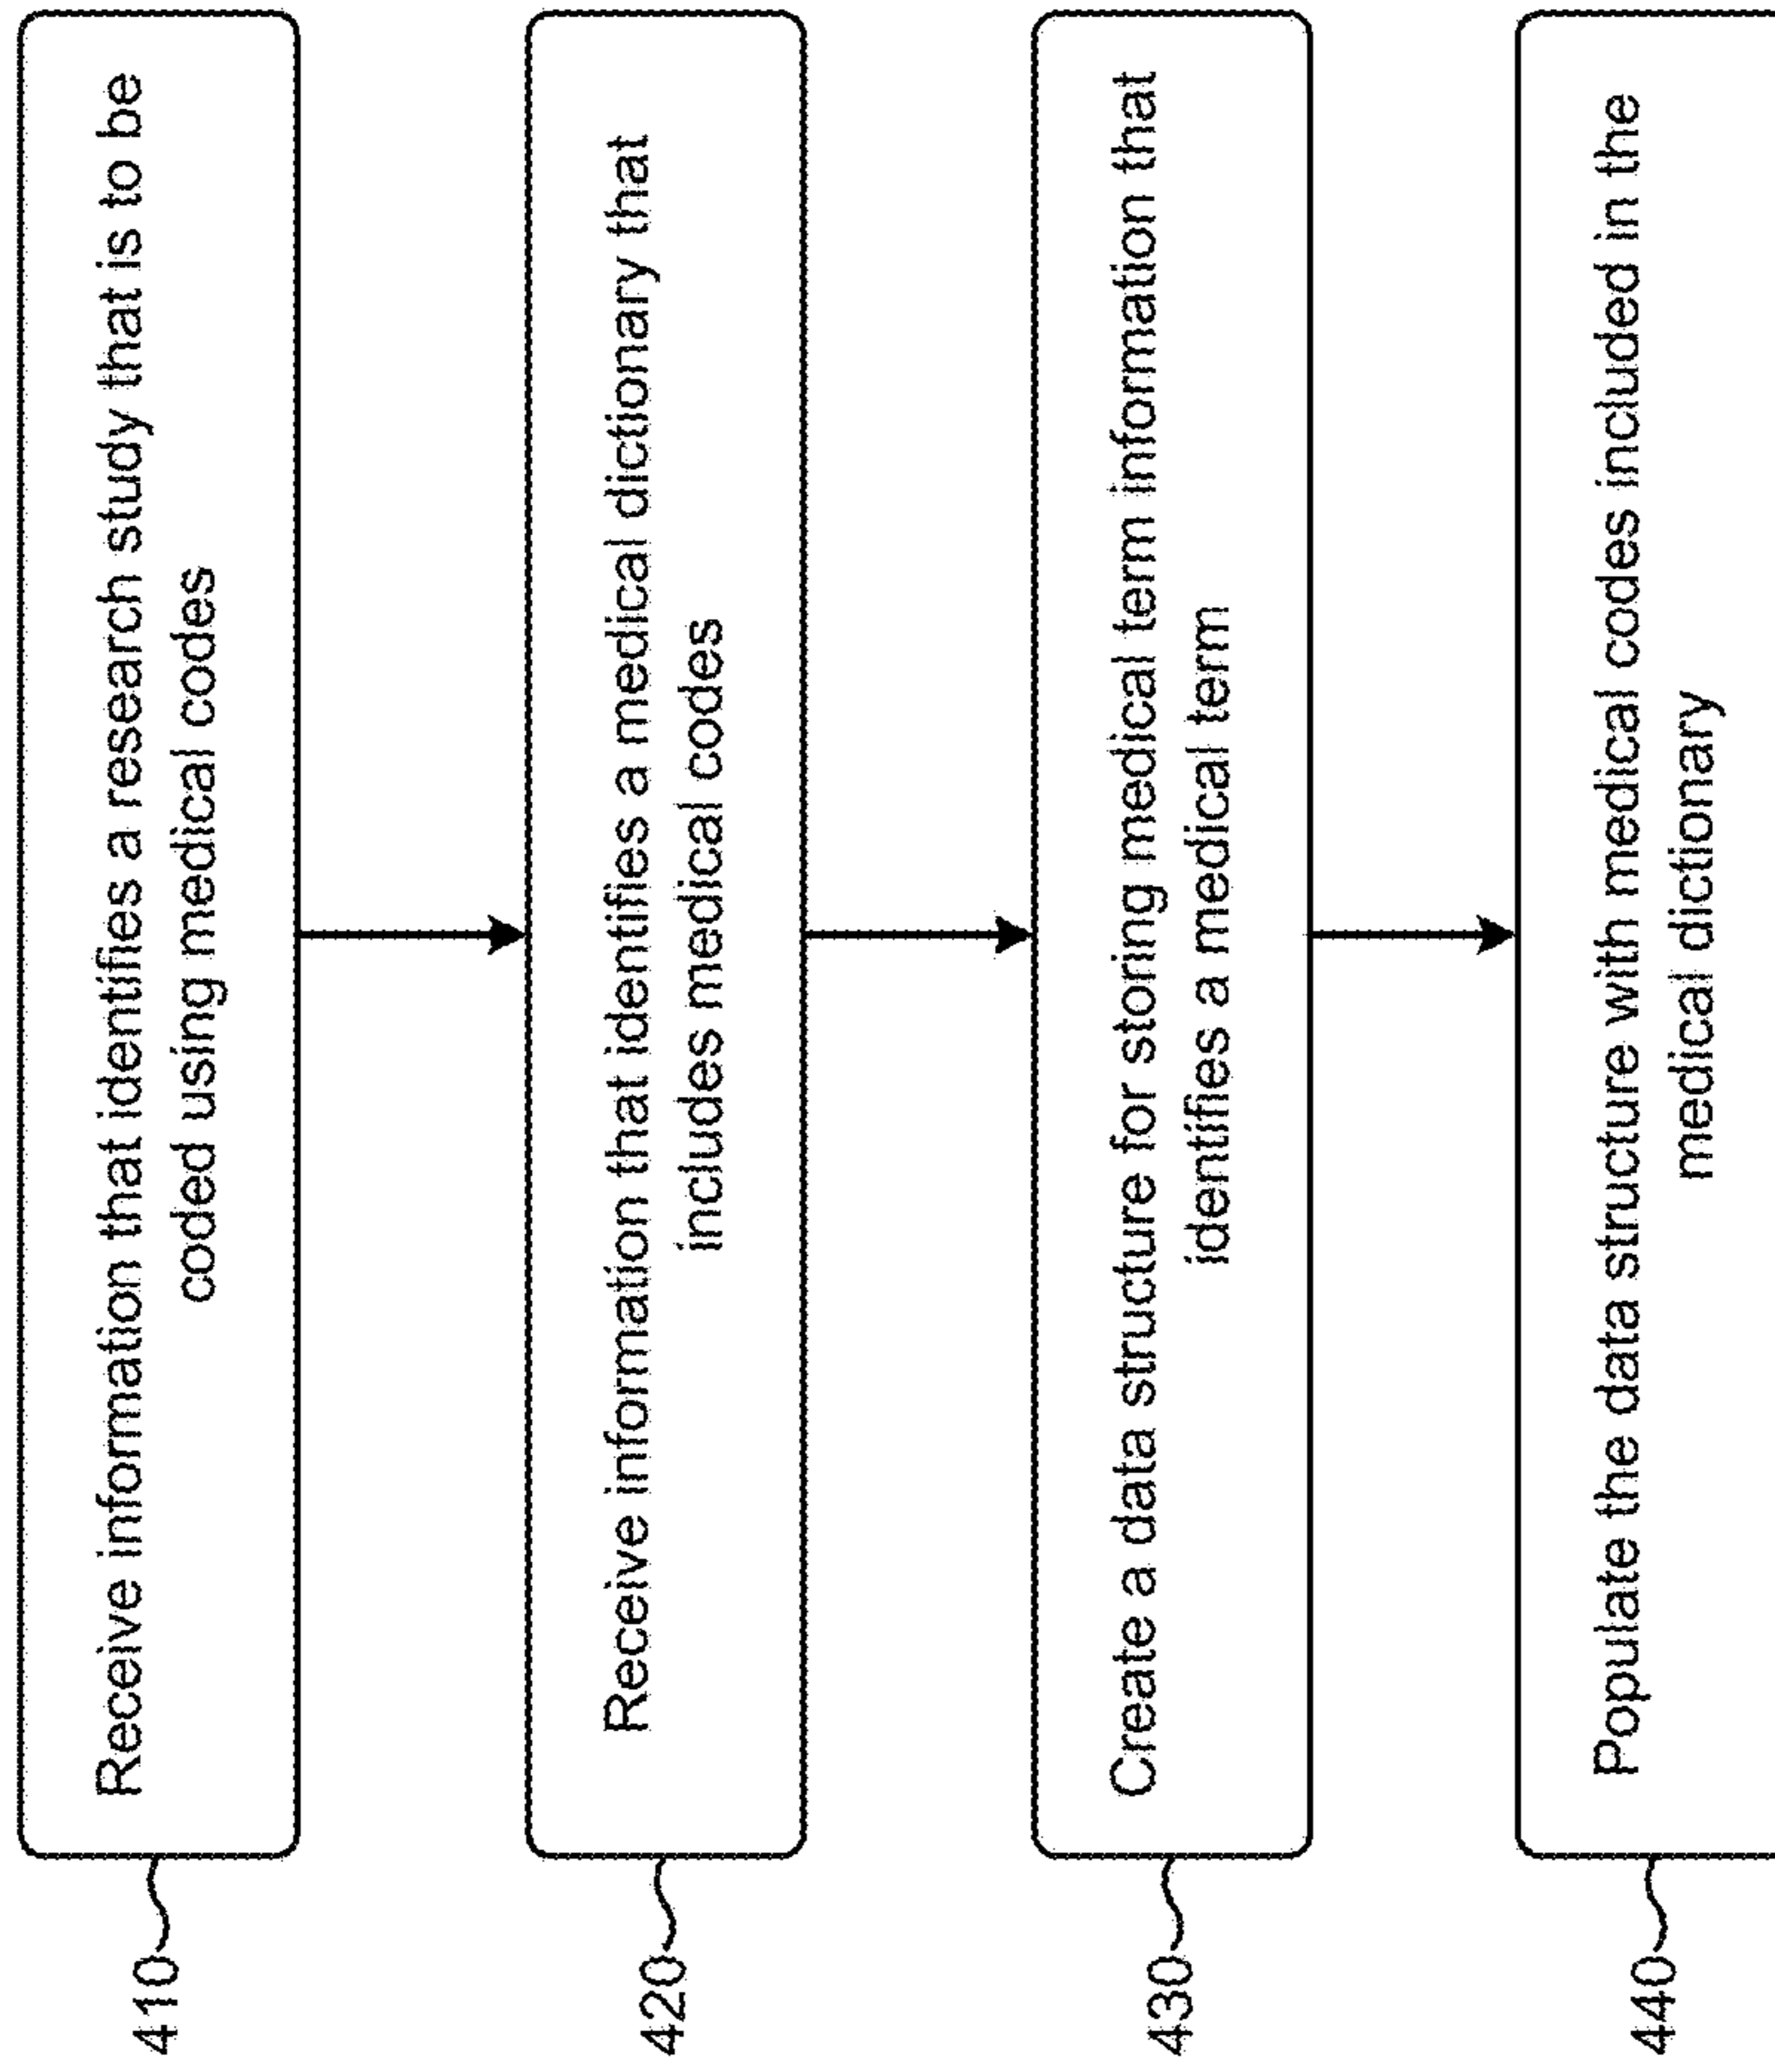 410
Receive information that identifies a research study that is to be
coded using medical codes
420
Receive information that identifies a medical dictionary that
includes medical codes
430
Create a data structure for storing medical term information that
identifies a medical term
440
Populate the data structure with medical codes included in the
medical dictionary